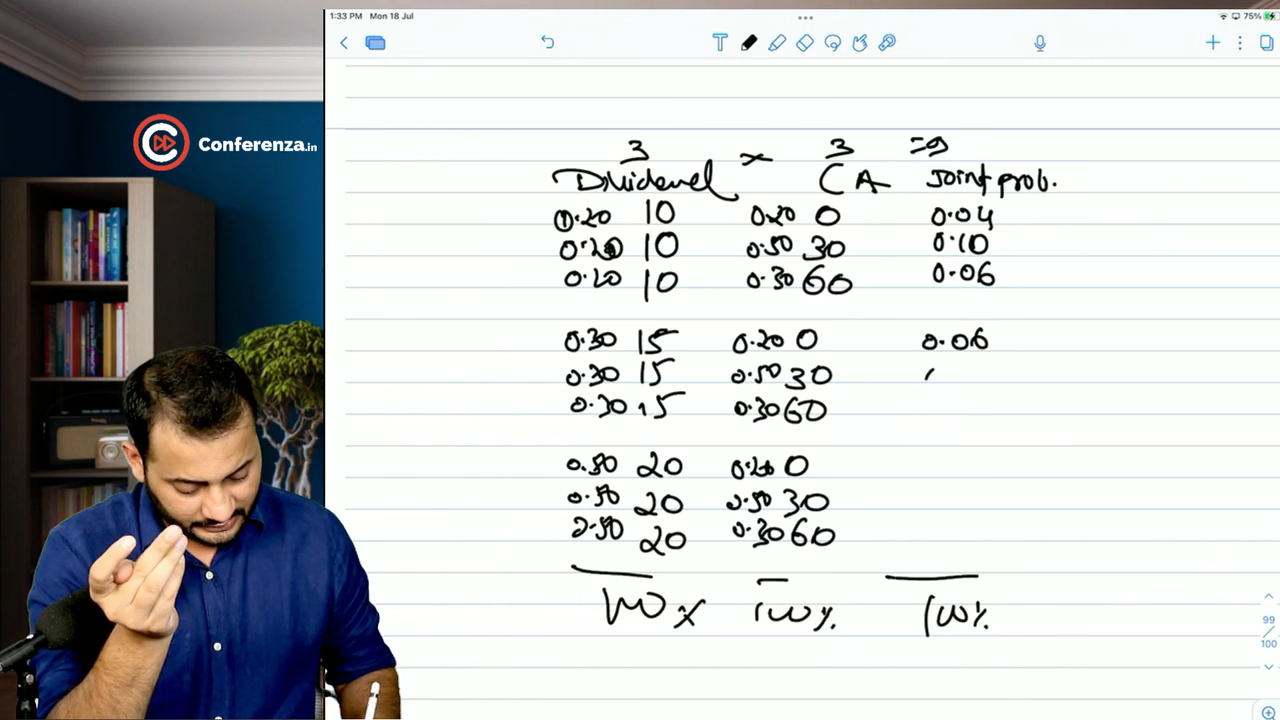 1:33 PM Mon 18 Jul
75%
Conferenza.in
3 × 3 =9
Dividend CA Joint prob.
0.20 10 0.20 0 0.04
0.20 10 0.50 30 0.10
0.20 10 0.30 60 0.06
0.30 15 0.20 0 0.06
0.30 15 0.50 30
0.30 15 0.30 60
0.50 20 0.20 0
0.50 20 0.50 30
0.50 20 0.30 60
100% 100% 100%
99
/
100